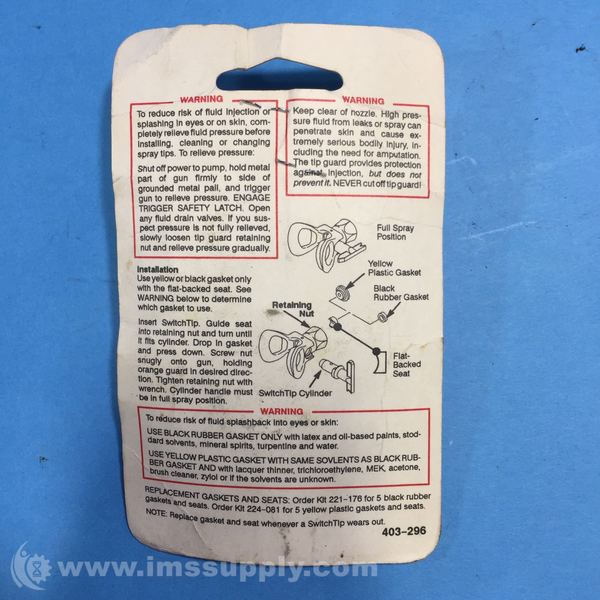 WARNING
To reduce risk of fluid injection or
splashing in eyes or on skin, com-
pletely relieve fluid pressure before
installing, cleaning or changing
spray tips. To relieve pressure:
Shut off power to pump, hold metal
part of gun firmly to side of
grounded metal pail, and trigger
gun to relieve pressure. ENGAGE
TRIGGER SAFETY LATCH. Open
any fluid drain valves. If you sus-
pect pressure is not fully relieved,
slowly loosen tip guard retaining
nut and relieve pressure gradually.
WARNING
Keep clear of nozzle. High pres-
sure fluid from leaks or spray can
penetrate skin and cause ex-
tremely serious bodily injury, in-
cluding the need for amputation.
The tip guard provides protection
against injection, but does not
prevent it. NEVER cut off tip guard!
Installation
Use yellow or black gasket only
with the flat-backed seat. See
WARNING below to determine
which gasket to use.
Insert SwitchTip. Guide seat
into retaining nut and turn until
it fits cylinder. Drop in gasket
and press down. Screw nut
snugly onto gun, holding
orange guard in desired direc-
tion. Tighten retaining nut with
wrench. Cylinder handle must
be in full spray position.
Full Spray
Position
Yellow
Plastic Gasket
Black
Rubber Gasket
Retaining
Nut
Flat-
Backed
Seat
SwitchTip Cylinder
WARNING
To reduce risk of fluid splashback into eyes or skin:
USE BLACK RUBBER GASKET ONLY with latex and oil-based paints, stod-
dard solvents, mineral spirits, turpentine and water.
USE YELLOW PLASTIC GASKET WITH SAME SOVLENTS AS BLACK RUB-
BER GASKET AND with lacquer thinner, trichloroethylene, MEK, acetone,
brush cleaner, zylol or if the solvents are unknown.
REPLACEMENT GASKETS AND SEATS: Order Kit 221-176 for 5 black rubber
gaskets and seats. Order Kit 224-081 for 5 yellow plastic gaskets and seats.
NOTE: Replace gasket and seat whenever a SwitchTip wears out.
403-296
www.imssupply.com